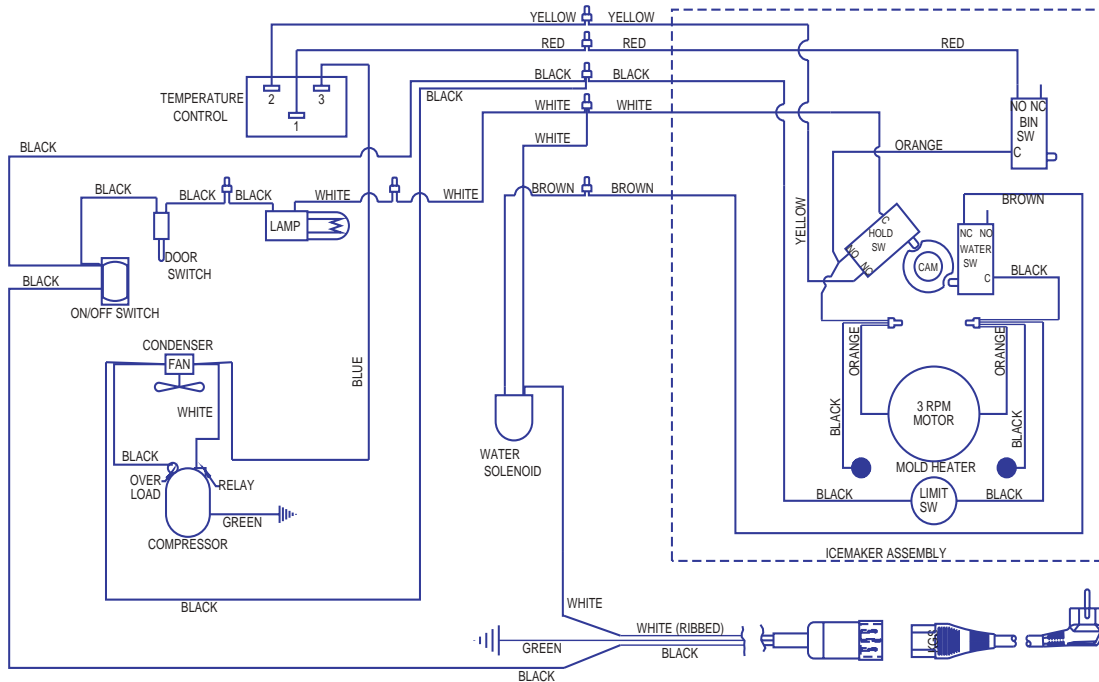 YELLOW YELLOW
RED RED RED
BLACK BLACK
TEMPERATURE
CONTROL
2 3
1
BLACK
WHITE WHITE
NO NC
BIN
SW
C
BLACK
WHITE
ORANGE
BLACK
BLACK BLACK
WHITE
WHITE
BROWN BROWN
BROWN
LAMP
YELLOW
C
HOLD
SW
NO
NO
CAM
NC NO
WATER
SW
C
BLACK
DOOR
SWITCH
BLACK
ON/OFF SWITCH
CONDENSER
FAN
BLUE
ORANGE
ORANGE
WHITE
3 RPM
MOTOR
BLACK
BLACK
WATER
SOLENOID
BLACK
OVER
LOAD
RELAY
MOLD HEATER
BLACK
LIMIT
SW
BLACK
GREEN
COMPRESSOR
ICEMAKER ASSEMBLY
BLACK
WHITE
WHITE (RIBBED)
GREEN
BLACK
BLACK
KGS